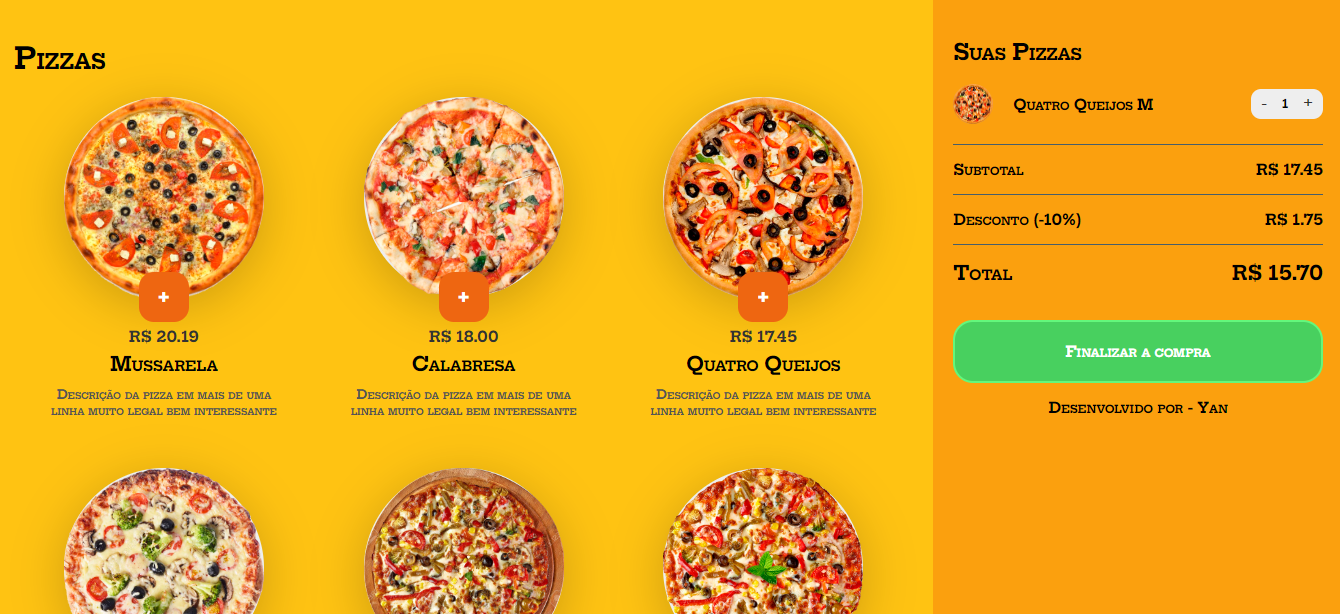 Pizzas
+
+
+
R$ 20.19
R$ 18.00
R$ 17.45
Mussarela
Calabresa
Quatro Queijos
Descrição da pizza em mais de uma
linha muito legal bem interessante
Descrição da pizza em mais de uma
linha muito legal bem interessante
Descrição da pizza em mais de uma
linha muito legal bem interessante
Suas Pizzas
Quatro Queijos M - 1 +
Subtotal R$ 17.45
Desconto (-10%) R$ 1.75
Total R$ 15.70
Finalizar a compra
Desenvolvido por - Yan